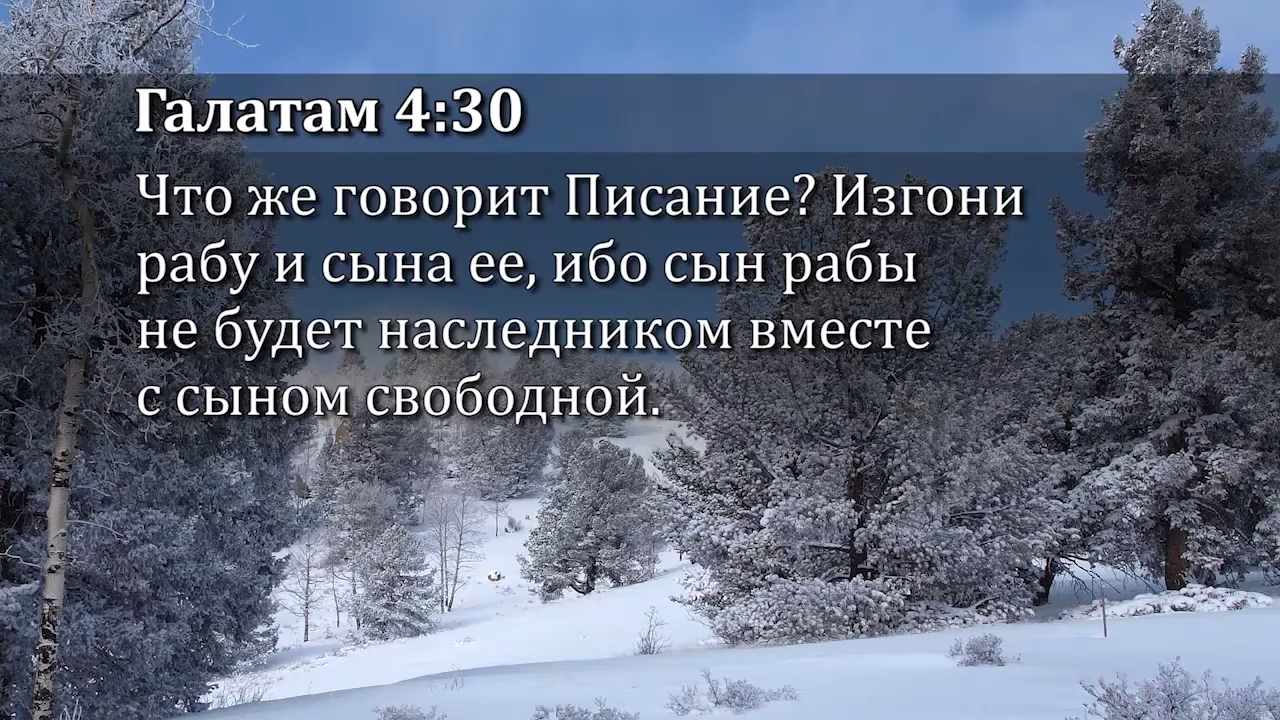 Галатам 4:30
Что же говорит Писание? Изгони
рабу и сына ее, ибо сын рабы
не будет наследником вместе
с сыном свободной.